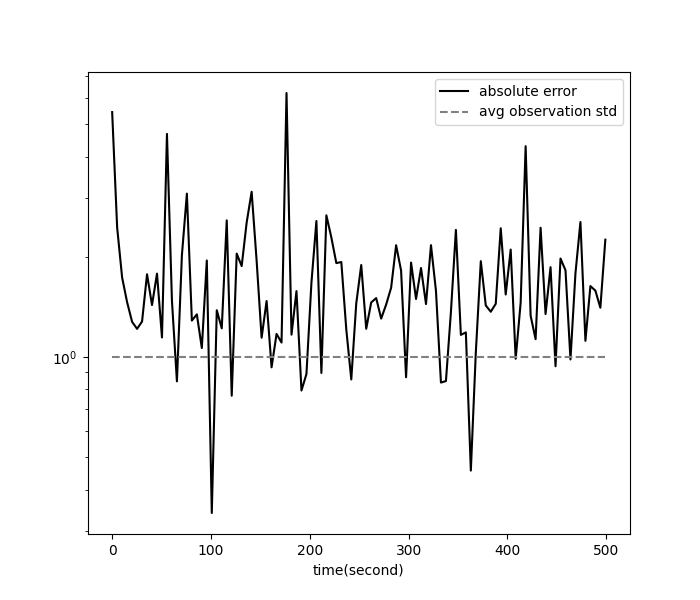 absolute error
avg observation std
10⁰
0 100 200 300 400 500
time(second)